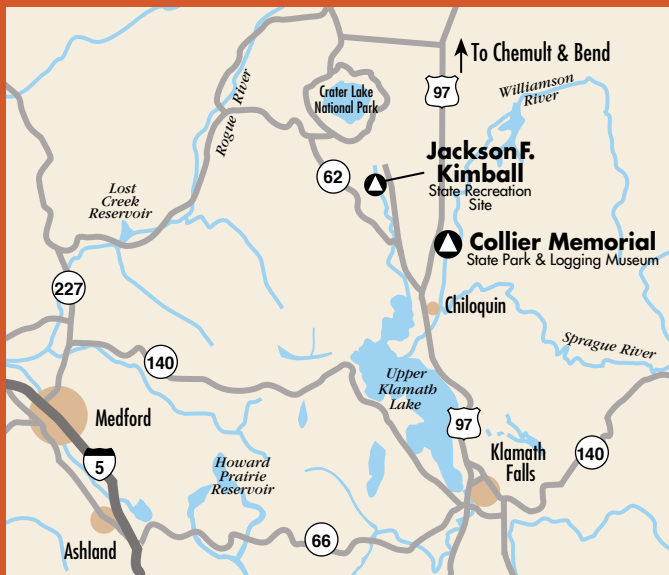 To Chemult & Bend
97
Williamson
River
Crater Lake
National Park
Rogue River
Jackson F.
Kimball
State Recreation
Site
62
Lost
Creek
Reservoir
Collier Memorial
State Park & Logging Museum
227
Chiloquin
Sprague River
140
Upper
Klamath
Lake
Medford
97
Klamath
Falls
140
5
Howard
Prairie
Reservoir
66
Ashland